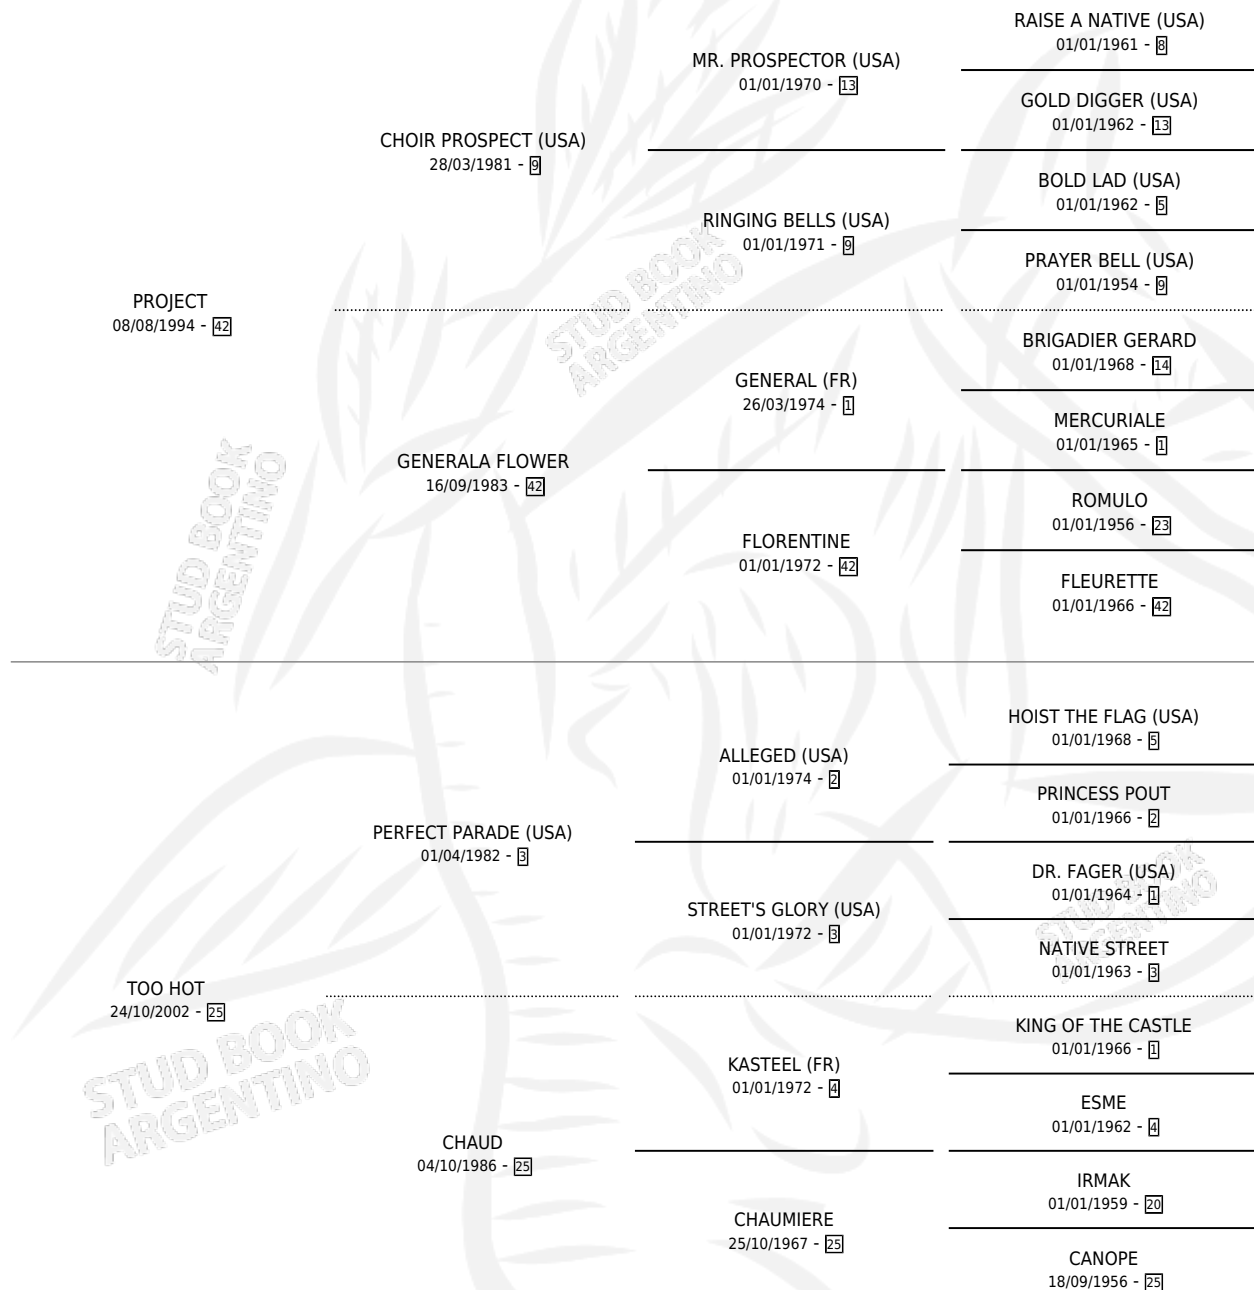 RAISE A NATIVE (USA)
01/01/1961 - 8
MR. PROSPECTOR (USA)
01/01/1970 - 13
GOLD DIGGER (USA)
01/01/1962 - 13
CHOIR PROSPECT (USA)
28/03/1981 - 9
BOLD LAD (USA)
01/01/1962 - 5
RINGING BELLS (USA)
01/01/1971 - 9
PRAYER BELL (USA)
01/01/1954 - 9
PROJECT
08/08/1994 - 42
STUD BOOK
ARGENTINO
BRIGADIER GERARD
01/01/1968 - 14
GENERAL (FR)
26/03/1974 - 1
MERCURIALE
01/01/1965 - 1
GENERALA FLOWER
16/09/1983 - 42
ROMULO
01/01/1956 - 23
FLORENTINE
01/01/1972 - 42
FLEURETTE
01/01/1966 - 42
STUD BOOK
ARGENTINO
HOIST THE FLAG (USA)
01/01/1968 - 5
ALLEGED (USA)
01/01/1974 - 2
PRINCESS POUT
01/01/1966 - 2
PERFECT PARADE (USA)
01/04/1982 - 3
DR. FAGER (USA)
01/01/1964 - 1
STREET'S GLORY (USA)
01/01/1972 - 3
NATIVE STREET
01/01/1963 - 3
STUD BOOK
ARGENTINO
TOO HOT
24/10/2002 - 25
STUD BOOK
ARGENTINO
KING OF THE CASTLE
01/01/1966 - 1
KASTEEL (FR)
01/01/1972 - 4
ESME
01/01/1962 - 4
CHAUD
04/10/1986 - 25
IRMAK
01/01/1959 - 20
CHAUMIERE
25/10/1967 - 25
CANOPE
18/09/1956 - 25